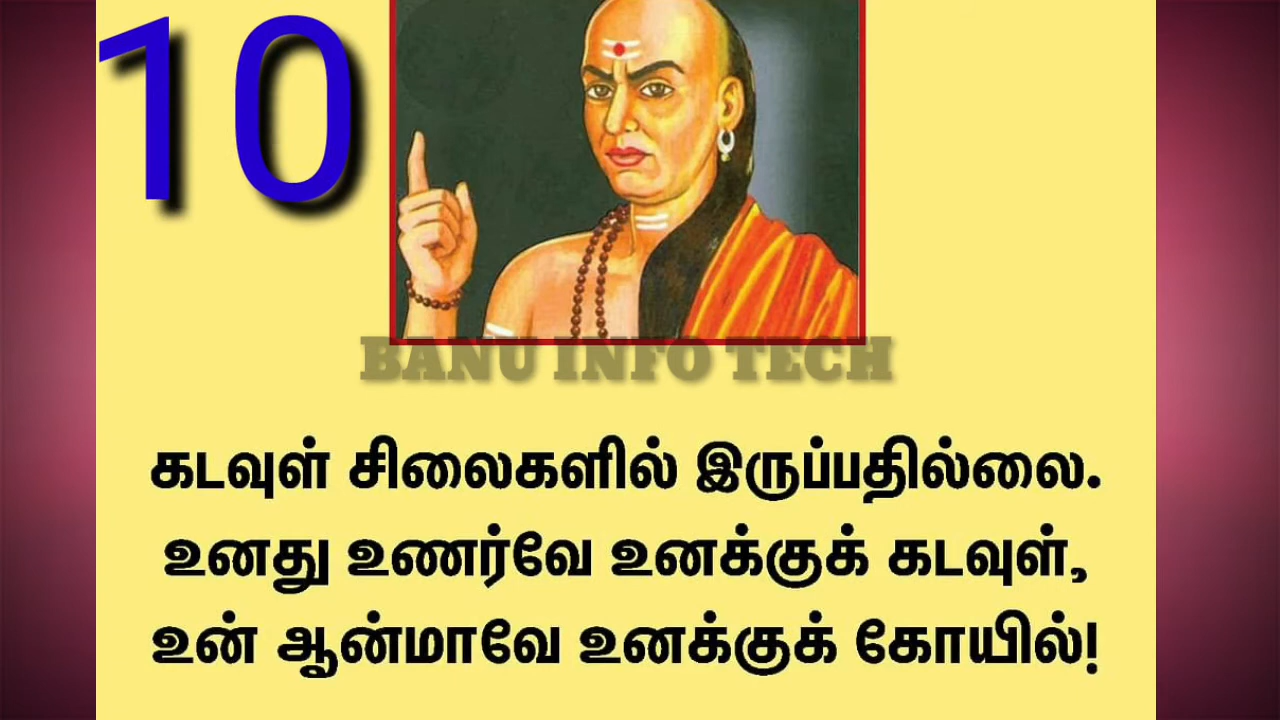 10
BANU INFO TECH
கடவுள் சிலைகளில் இருப்பதில்லை.
உனது உணர்வே உனக்குக் கடவுள்,
உன் ஆன்மாவே உனக்குக் கோயில்!